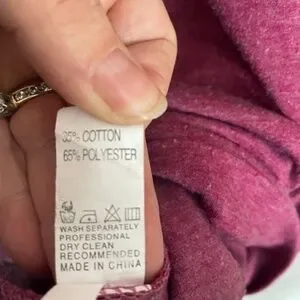 35% COTTON
65% POLYESTER
WASH SEPARATELY
PROFESSIONAL
DRY CLEAN
RECOMMENDED
MADE IN CHINA